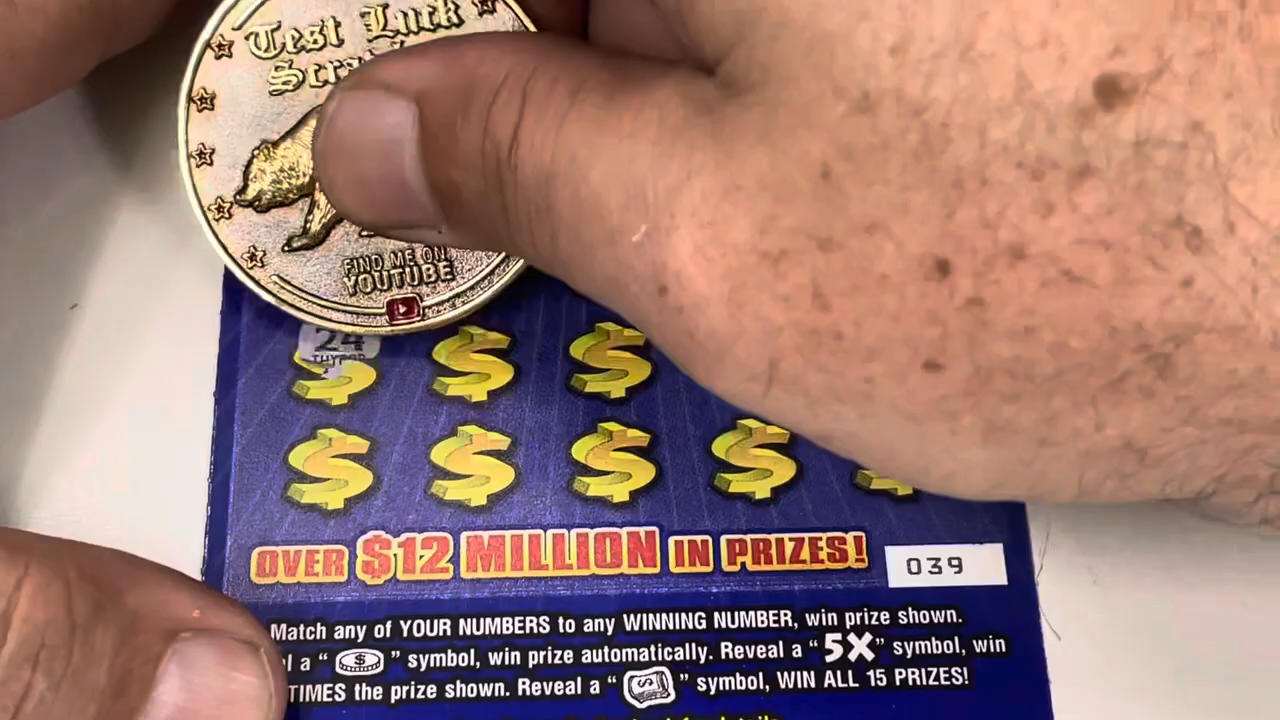 Test Luck
FIND ME ON
YOUTUBE
24
OVER $12 MILLION IN PRIZES!
039
Match any of YOUR NUMBERS to any WINNING NUMBER, win prize shown.
l a " " symbol, win prize automatically. Reveal a "5X" symbol, win
TIMES the prize shown. Reveal a " " symbol, WIN ALL 15 PRIZES!